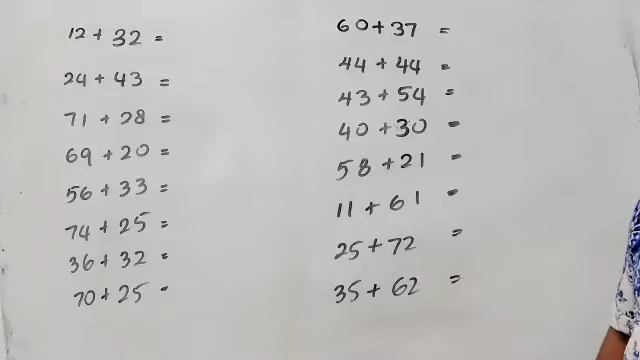 12 + 32 =
24 + 43 =
71 + 28 =
69 + 20 =
56 + 33 =
74 + 25 =
36 + 32 =
70 + 25 =
60 + 37 =
44 + 44 =
43 + 54 =
40 + 30 =
58 + 21 =
11 + 61 =
25 + 72 =
35 + 62 =